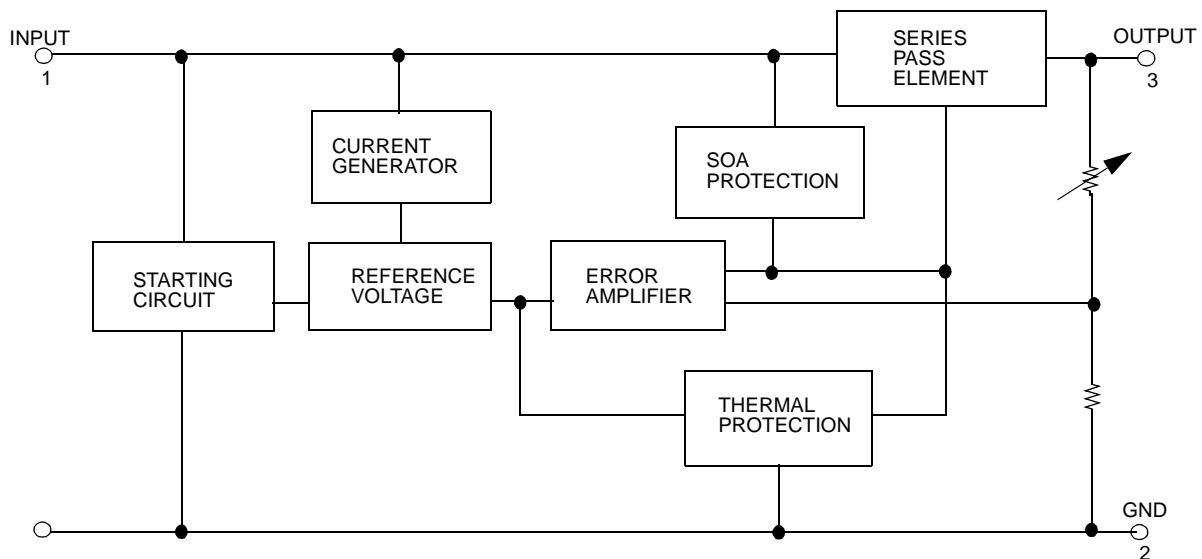 INPUT
1
SERIES
PASS
ELEMENT
OUTPUT
3
CURRENT
GENERATOR
SOA
PROTECTION
STARTING
CIRCUIT
REFERENCE
VOLTAGE
ERROR
AMPLIFIER
THERMAL
PROTECTION
GND
2